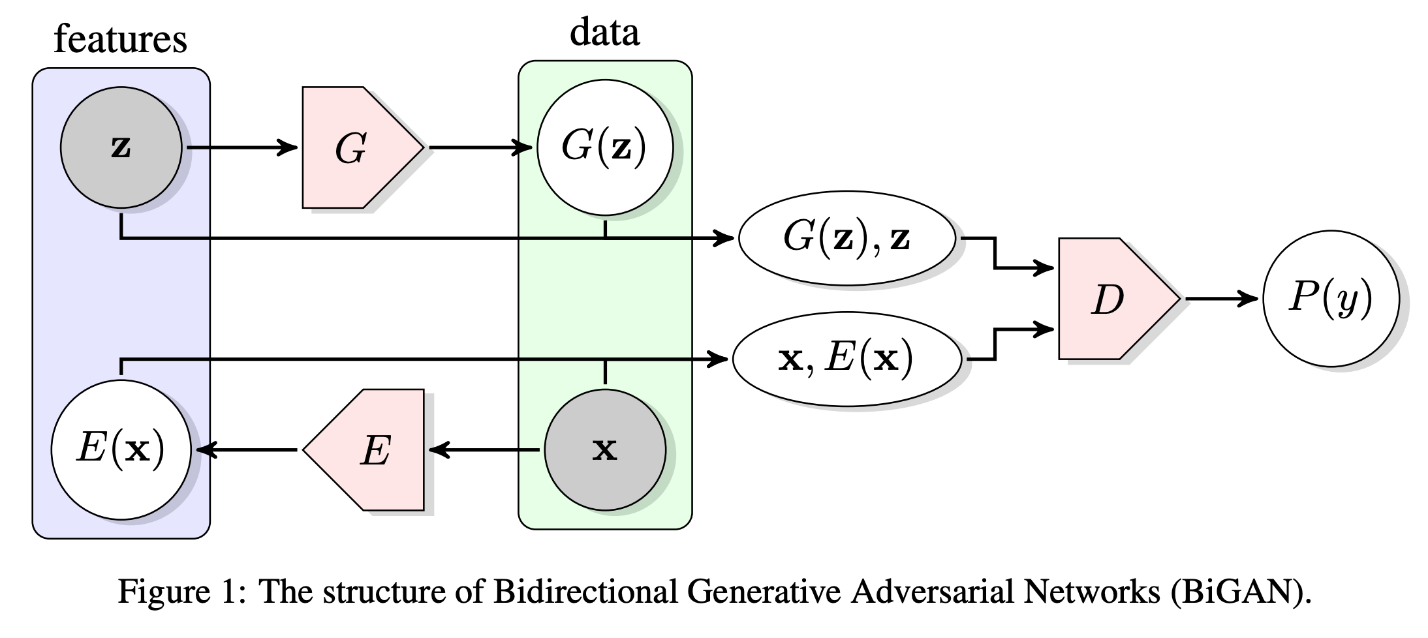 features
data
z
G
G(z)
G(z), z
D
P(y)
x, E(x)
E(x)
E
x
Figure 1: The structure of Bidirectional Generative Adversarial Networks (BiGAN).